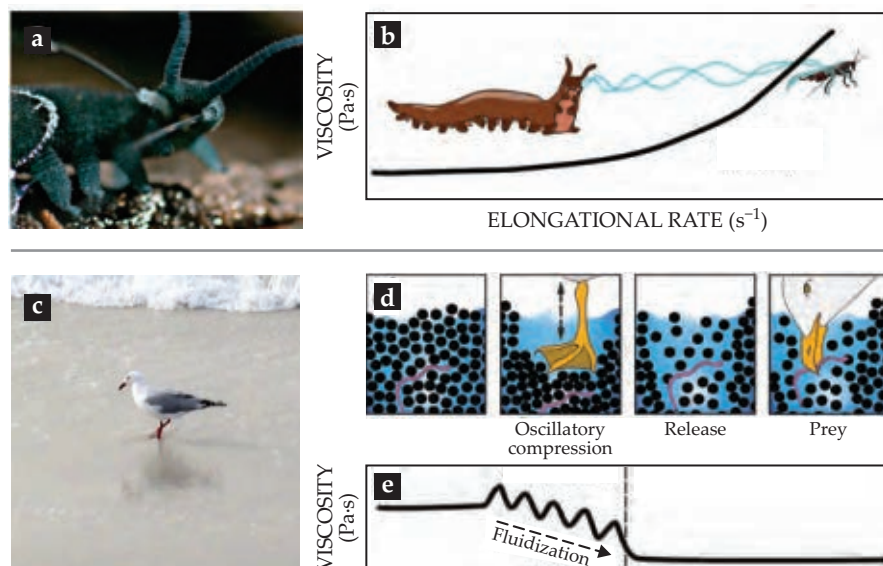 a
b
VISCOSITY
(Pa·s)
ELONGATIONAL RATE (s⁻¹)
c
d
Oscillatory
compression
Release
Prey
e
VISCOSITY
(Pa·s)
Fluidization